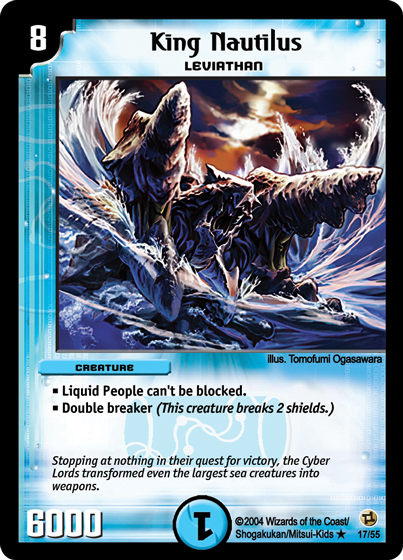 8
King Nautilus
LEVIATHAN
illus. Tomofumi Ogasawara
CREATURE
▪ Liquid People can't be blocked.
▪ Double breaker (This creature breaks 2 shields.)
Stopping at nothing in their quest for victory, the Cyber
Lords transformed even the largest sea creatures into
weapons.
6000
1
©2004 Wizards of the Coast/
Shogakukan/Mitsui-Kids ★ 17/55